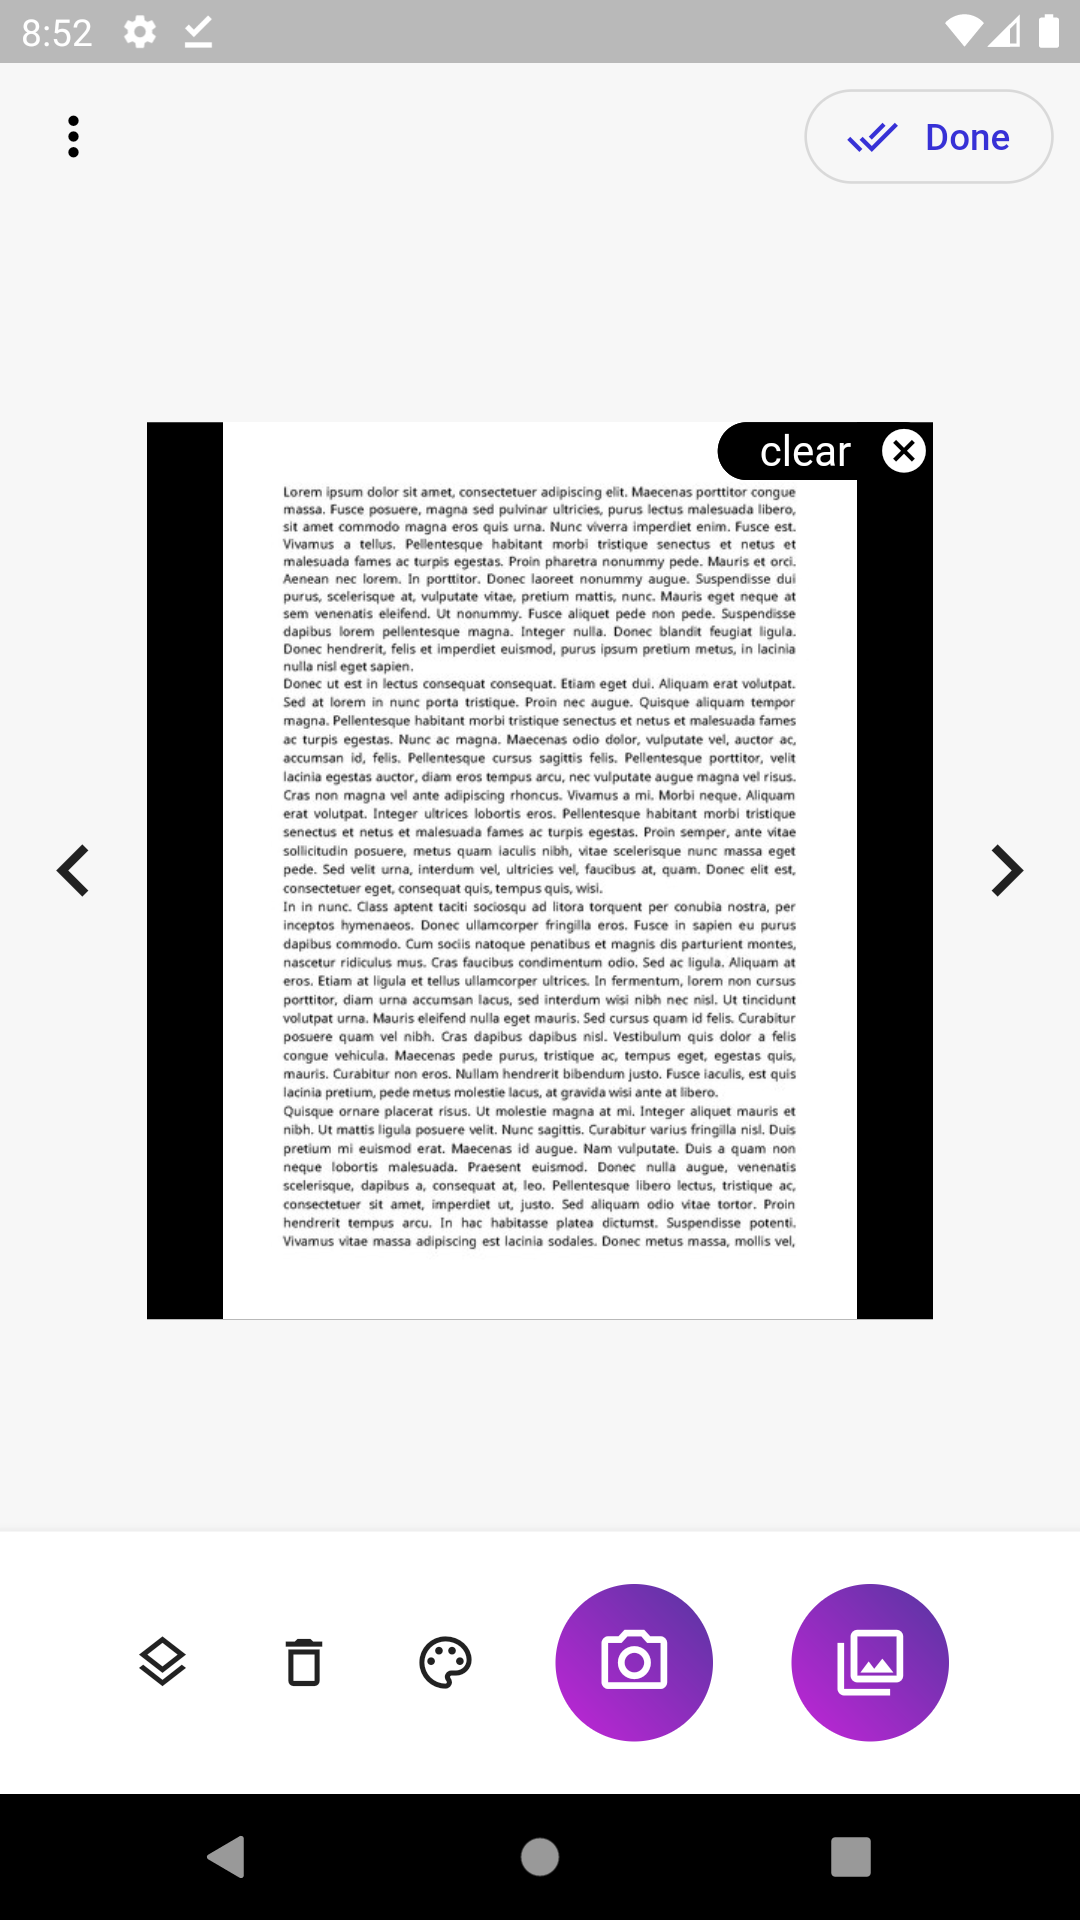 8:52
Done
clear
Lorem ipsum dolor sit amet, consectetuer adipiscing elit. Maecenas porttitor congue
massa. Fusce posuere, magna sed pulvinar ultricies, purus lectus malesuada libero,
sit amet commodo magna eros quis urna. Nunc viverra imperdiet enim. Fusce est.
Vivamus a tellus. Pellentesque habitant morbi tristique senectus et netus et
malesuada fames ac turpis egestas. Proin pharetra nonummy pede. Mauris et orci.
Aenean nec lorem. In porttitor. Donec laoreet nonummy augue. Suspendisse dui
purus, scelerisque at, vulputate vitae, pretium mattis, nunc. Mauris eget neque at
sem venenatis eleifend. Ut nonummy. Fusce aliquet pede non pede. Suspendisse
dapibus lorem pellentesque magna. Integer nulla. Donec blandit feugiat ligula.
Donec hendrerit, felis et imperdiet euismod, purus ipsum pretium metus, in lacinia
nulla nisl eget sapien.
Donec ut est in lectus consequat consequat. Etiam eget dui. Aliquam erat volutpat.
Sed at lorem in nunc porta tristique. Proin nec augue. Quisque aliquam tempor
magna. Pellentesque habitant morbi tristique senectus et netus et malesuada fames
ac turpis egestas. Nunc ac magna. Maecenas odio dolor, vulputate vel, auctor ac,
accumsan id, felis. Pellentesque cursus sagittis felis. Pellentesque porttitor, velit
lacinia egestas auctor, diam eros tempus arcu, nec vulputate augue magna vel risus.
Cras non magna vel ante adipiscing rhoncus. Vivamus a mi. Morbi neque. Aliquam
erat volutpat. Integer ultrices lobortis eros. Pellentesque habitant morbi tristique
senectus et netus et malesuada fames ac turpis egestas. Proin semper, ante vitae
sollicitudin posuere, metus quam iaculis nibh, vitae scelerisque nunc massa eget
pede. Sed velit urna, interdum vel, ultricies vel, faucibus at, quam. Donec elit est,
consectetuer eget, consequat quis, tempus quis, wisi.
In in nunc. Class aptent taciti sociosqu ad litora torquent per conubia nostra, per
inceptos hymenaeos. Donec ullamcorper fringilla eros. Fusce in sapien eu purus
dapibus commodo. Cum sociis natoque penatibus et magnis dis parturient montes,
nascetur ridiculus mus. Cras faucibus condimentum odio. Sed ac ligula. Aliquam at
eros. Etiam at ligula et tellus ullamcorper ultrices. In fermentum, lorem non cursus
porttitor, diam urna accumsan lacus, sed interdum wisi nibh nec nisl. Ut tincidunt
volutpat urna. Mauris eleifend nulla eget mauris. Sed cursus quam id felis. Curabitur
posuere quam vel nibh. Cras dapibus dapibus nisl. Vestibulum quis dolor a felis
congue vehicula. Maecenas pede purus, tristique ac, tempus eget, egestas quis,
mauris. Curabitur non eros. Nullam hendrerit bibendum justo. Fusce iaculis, est quis
lacinia pretium, pede metus molestie lacus, at gravida wisi ante at libero.
Quisque ornare placerat risus. Ut molestie magna at mi. Integer aliquet mauris et
nibh. Ut mattis ligula posuere velit. Nunc sagittis. Curabitur varius fringilla nisl. Duis
pretium mi euismod erat. Maecenas id augue. Nam vulputate. Duis a quam non
neque lobortis malesuada. Praesent euismod. Donec nulla augue, venenatis
scelerisque, dapibus a, consequat at, leo. Pellentesque libero lectus, tristique ac,
consectetuer sit amet, imperdiet ut, justo. Sed aliquam odio vitae tortor. Proin
hendrerit tempus arcu. In hac habitasse platea dictumst. Suspendisse potenti.
Vivamus vitae massa adipiscing est lacinia sodales. Donec metus massa, mollis vel,